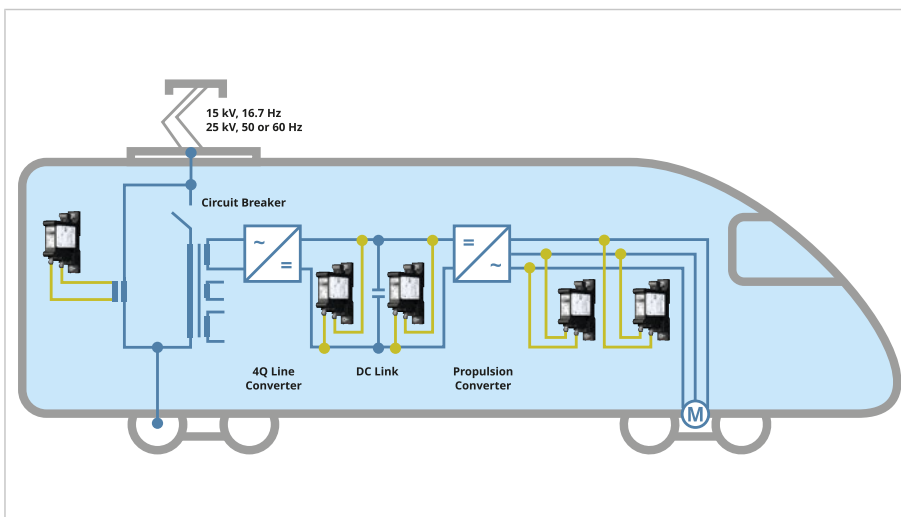 15 kV, 16.7 Hz
25 kV, 50 or 60 Hz
Circuit Breaker
~
=
=
~
4Q Line
Converter
DC Link
Propulsion
Converter
M